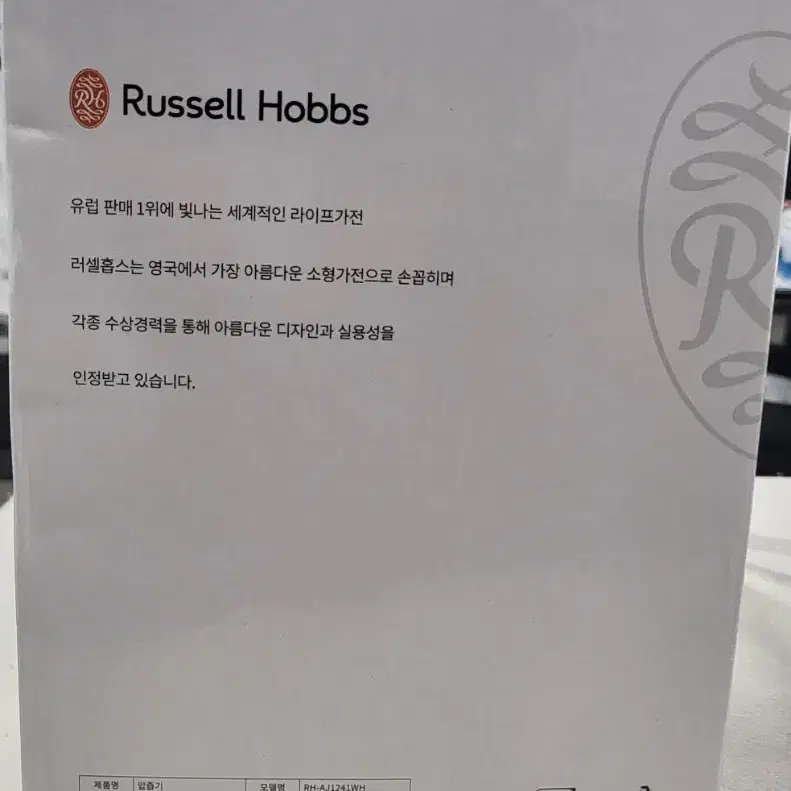 RH Russell Hobbs
유럽 판매 1위에 빛나는 세계적인 라이프가전
러셀홉스는 영국에서 가장 아름다운 소형가전으로 손꼽히며
각종 수상경력을 통해 아름다운 디자인과 실용성을
인정받고 있습니다.
R
제품명 압즙기 모델명 RH-AJ1241WH